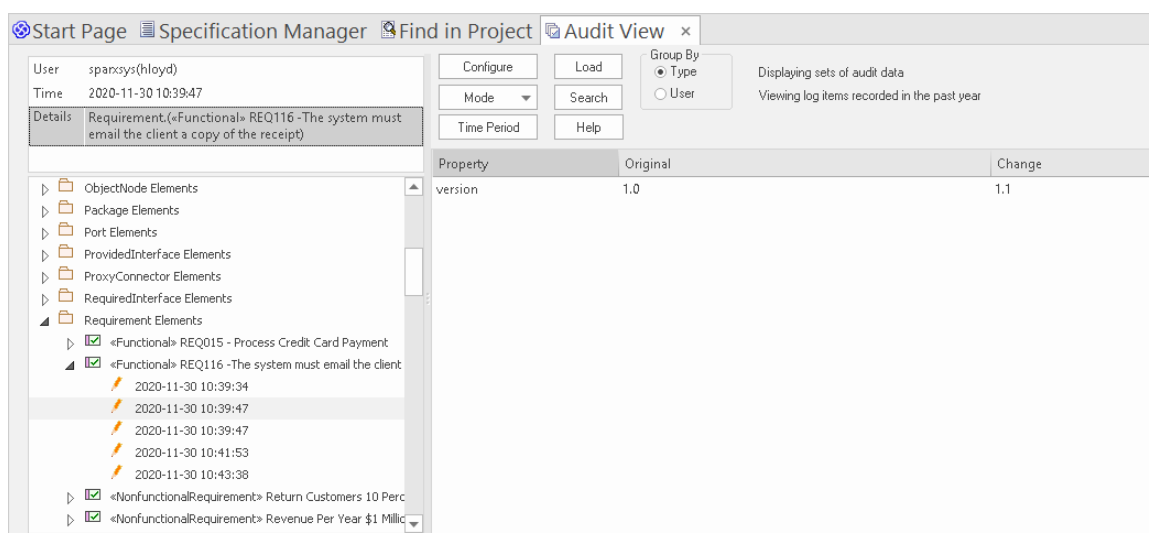 Start Page Specification Manager Find in Project Audit View ×
User sparxsys(hloyd)
Time 2020-11-30 10:39:47
Details Requirement.(«Functional» REQ116 -The system must
email the client a copy of the receipt)
Configure Load
Mode Search
Time Period Help
Group By
Type
User
Displaying sets of audit data
Viewing log items recorded in the past year
Property Original Change
version 1.0 1.1
ObjectNode Elements
Package Elements
Port Elements
ProvidedInterface Elements
ProxyConnector Elements
RequiredInterface Elements
Requirement Elements
«Functional» REQ015 - Process Credit Card Payment
«Functional» REQ116 -The system must email the client
2020-11-30 10:39:34
2020-11-30 10:39:47
2020-11-30 10:39:47
2020-11-30 10:41:53
2020-11-30 10:43:38
«NonfunctionalRequirement» Return Customers 10 Perc
«NonfunctionalRequirement» Revenue Per Year $1 Millic